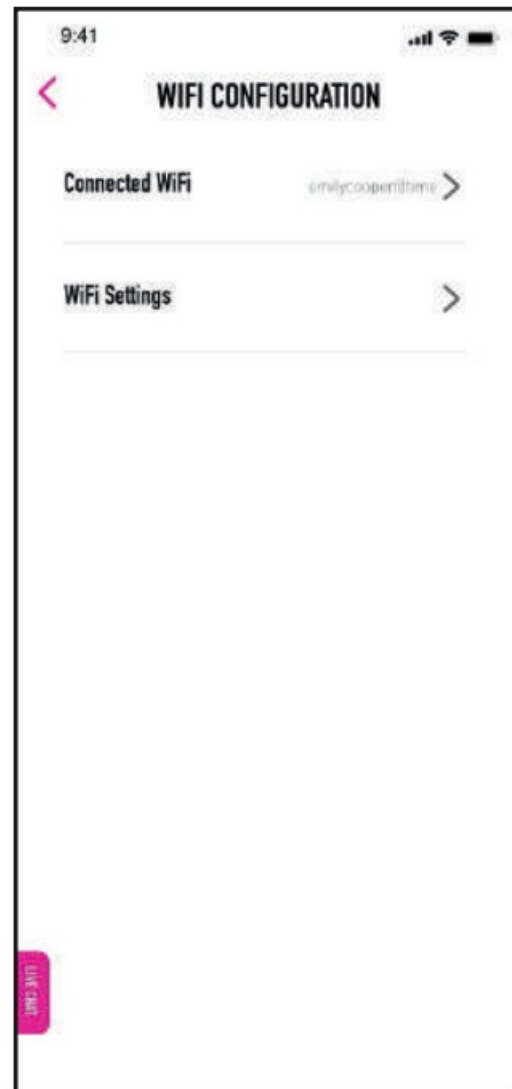 9:41
WIFI CONFIGURATION
Connected WiFi
WiFi Settings
LIVE CHAT